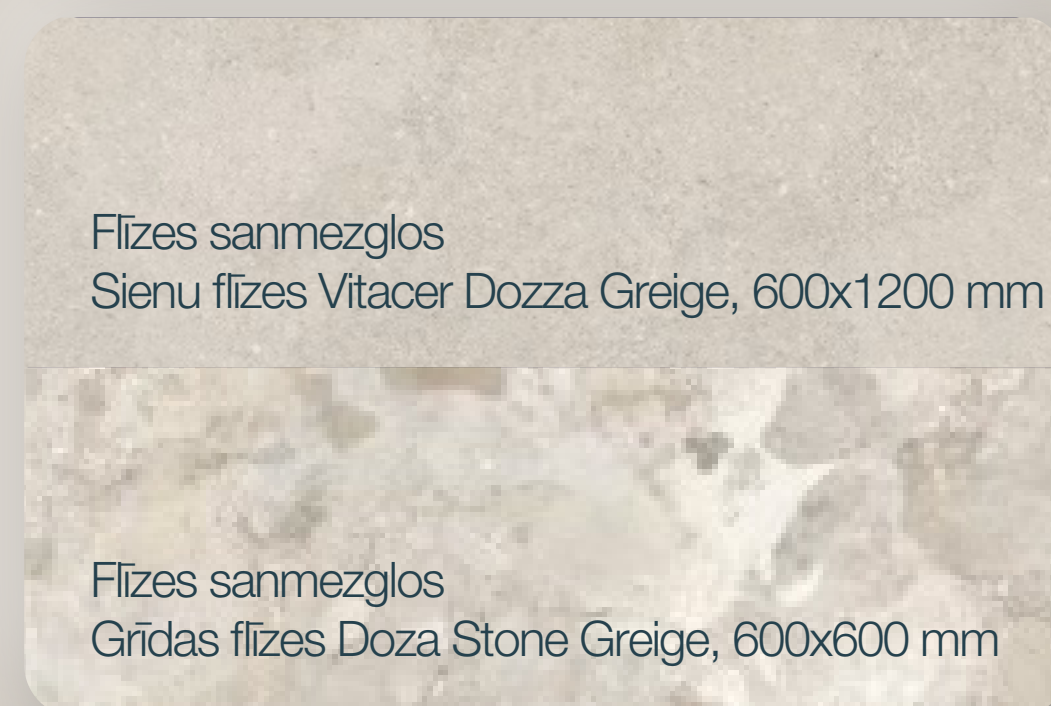 Flīzes sanmezglos
Sienu flīzes Vitacer Dozza Greige, 600x1200 mm
Flīzes sanmezglos
Grīdas flīzes Doza Stone Greige, 600x600 mm